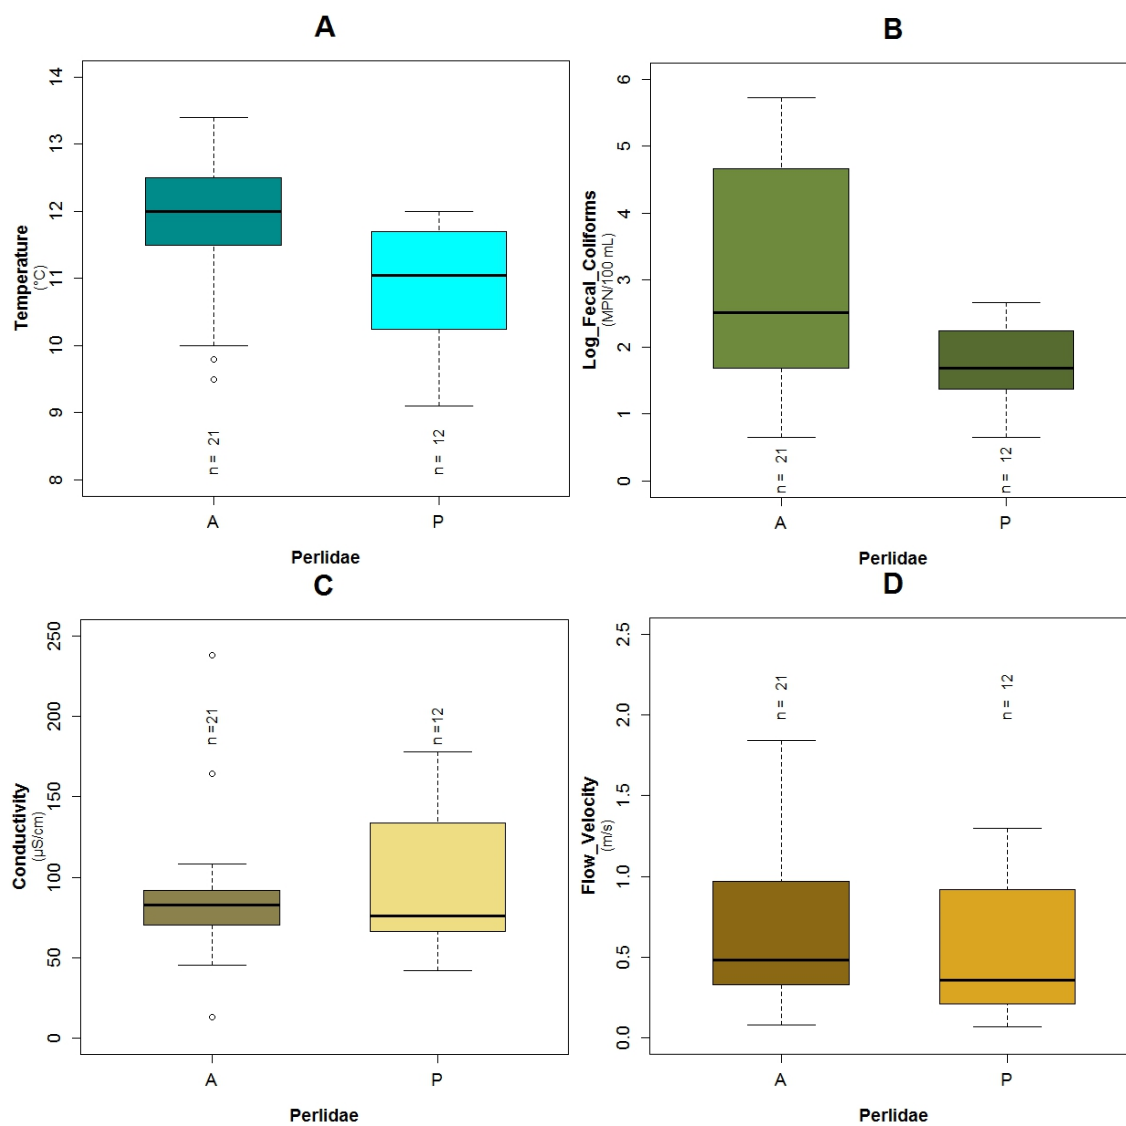 A
Temperature
(°C)
14
13
12
11
10
9
8
n = 21
n = 12
A
P
Perlidae
B
Log_Fecal_Coliforms
(MPN/100 mL)
6
5
4
3
2
1
0
n = 21
n = 12
A
P
Perlidae
C
Conductivity
(µS/cm)
250
200
150
100
50
0
n = 21
n = 12
A
P
Perlidae
D
Flow_Velocity
(m/s)
2.5
2.0
1.5
1.0
0.5
0.0
n = 21
n = 12
A
P
Perlidae